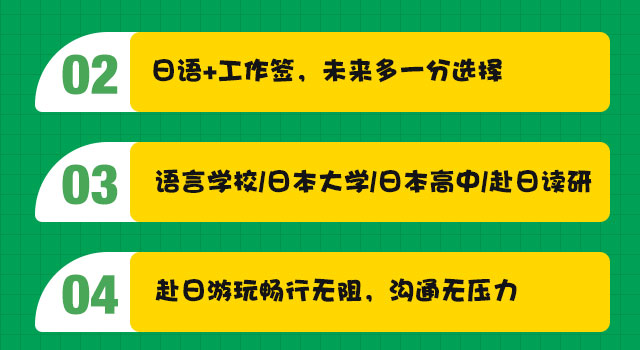 02
日语+工作签，未来多一分选择
03
语言学校/日本大学/日本高中/赴日读研
04
赴日游玩畅行无阻，沟通无压力